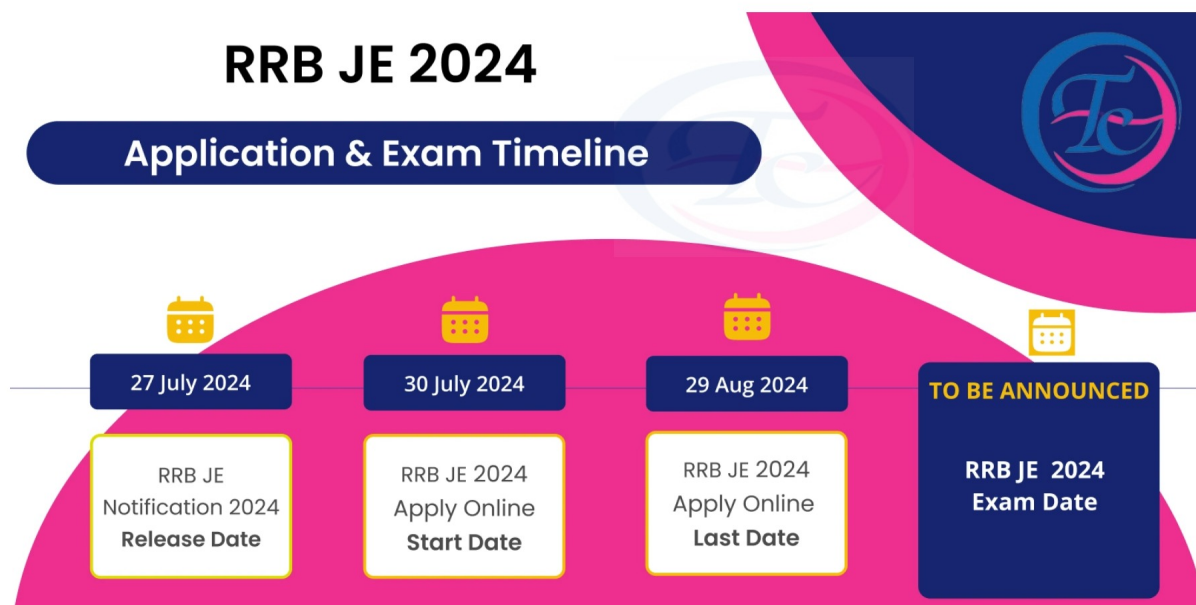 RRB JE 2024
Application & Exam Timeline
Tc
27 July 2024
RRB JE
Notification 2024
Release Date
30 July 2024
RRB JE 2024
Apply Online
Start Date
29 Aug 2024
RRB JE 2024
Apply Online
Last Date
TO BE ANNOUNCED
RRB JE 2024
Exam Date